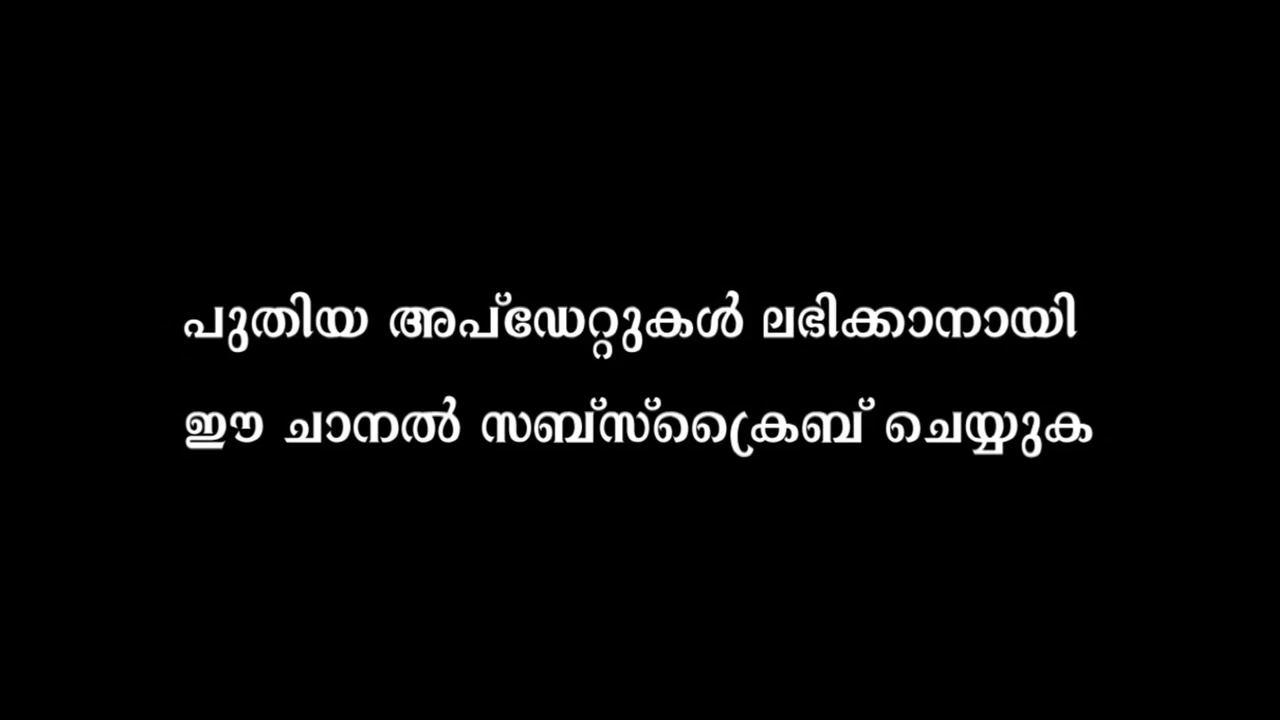 പുതിയ അപ്ഡേറ്റുകൾ ലഭിക്കാനായി
ഈ ചാനൽ സബ്സ്ക്രൈബ് ചെയ്യുക